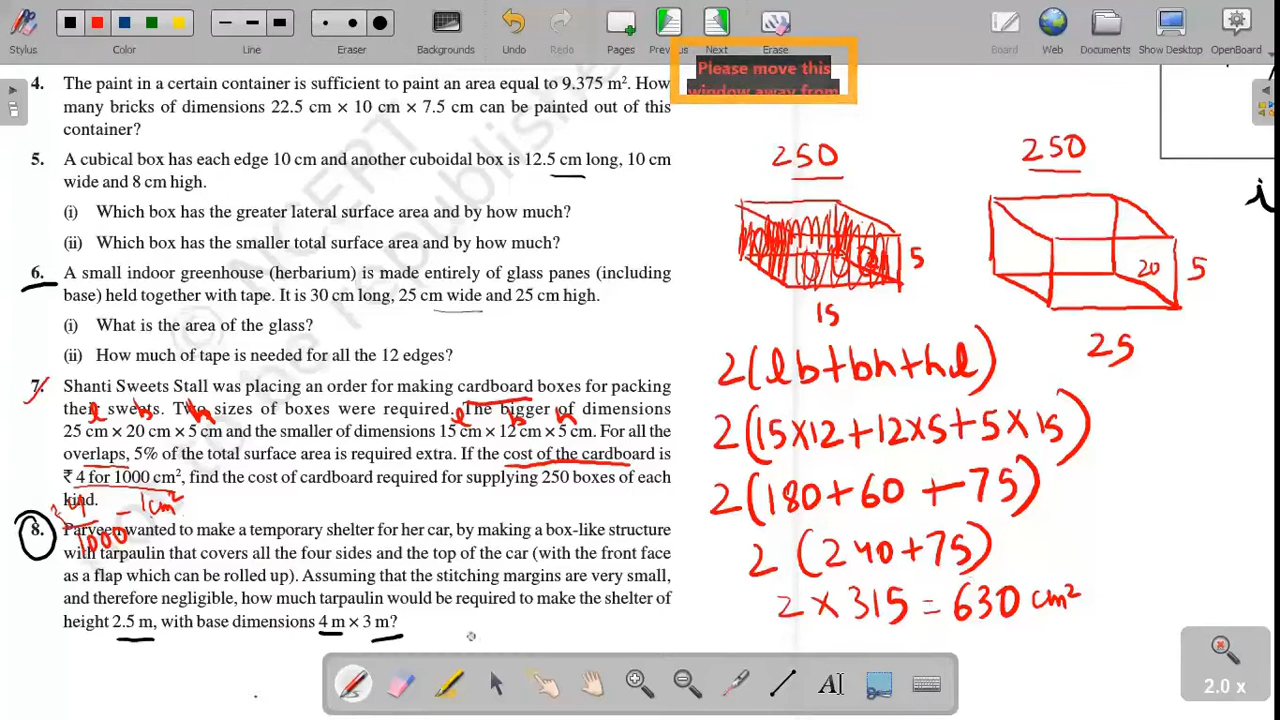 Stylus
Color
Line
Eraser
Backgrounds
Undo
Redo
Pages
Previous
Next
Erase
Board
Web
Documents
Show Desktop
OpenBoard
Please move this
window away from
4. The paint in a certain container is sufficient to paint an area equal to 9.375 m². How
many bricks of dimensions 22.5 cm × 10 cm × 7.5 cm can be painted out of this
container?
5. A cubical box has each edge 10 cm and another cuboidal box is 12.5 cm long, 10 cm
wide and 8 cm high.
(i) Which box has the greater lateral surface area and by how much?
(ii) Which box has the smaller total surface area and by how much?
6. A small indoor greenhouse (herbarium) is made entirely of glass panes (including
base) held together with tape. It is 30 cm long, 25 cm wide and 25 cm high.
(i) What is the area of the glass?
(ii) How much of tape is needed for all the 12 edges?
7. Shanti Sweets Stall was placing an order for making cardboard boxes for packing
their sweets. Two sizes of boxes were required. The bigger of dimensions
l b h l b h
25 cm × 20 cm × 5 cm and the smaller of dimensions 15 cm × 12 cm × 5 cm. For all the
overlaps, 5% of the total surface area is required extra. If the cost of the cardboard is
₹ 4 for 1000 cm², find the cost of cardboard required for supplying 250 boxes of each
kind.
4/1000 - 1cm²
8. Parveen wanted to make a temporary shelter for her car, by making a box-like structure
with tarpaulin that covers all the four sides and the top of the car (with the front face
as a flap which can be rolled up). Assuming that the stitching margins are very small,
and therefore negligible, how much tarpaulin would be required to make the shelter of
height 2.5 m, with base dimensions 4 m × 3 m?
© NCERT
250
250
5
15
20
5
25
2(lb+bh+hl)
2(15×12+12×5+5×15)
2(180+60+75)
2(240+75)
2×315=630 cm²
2.0 x